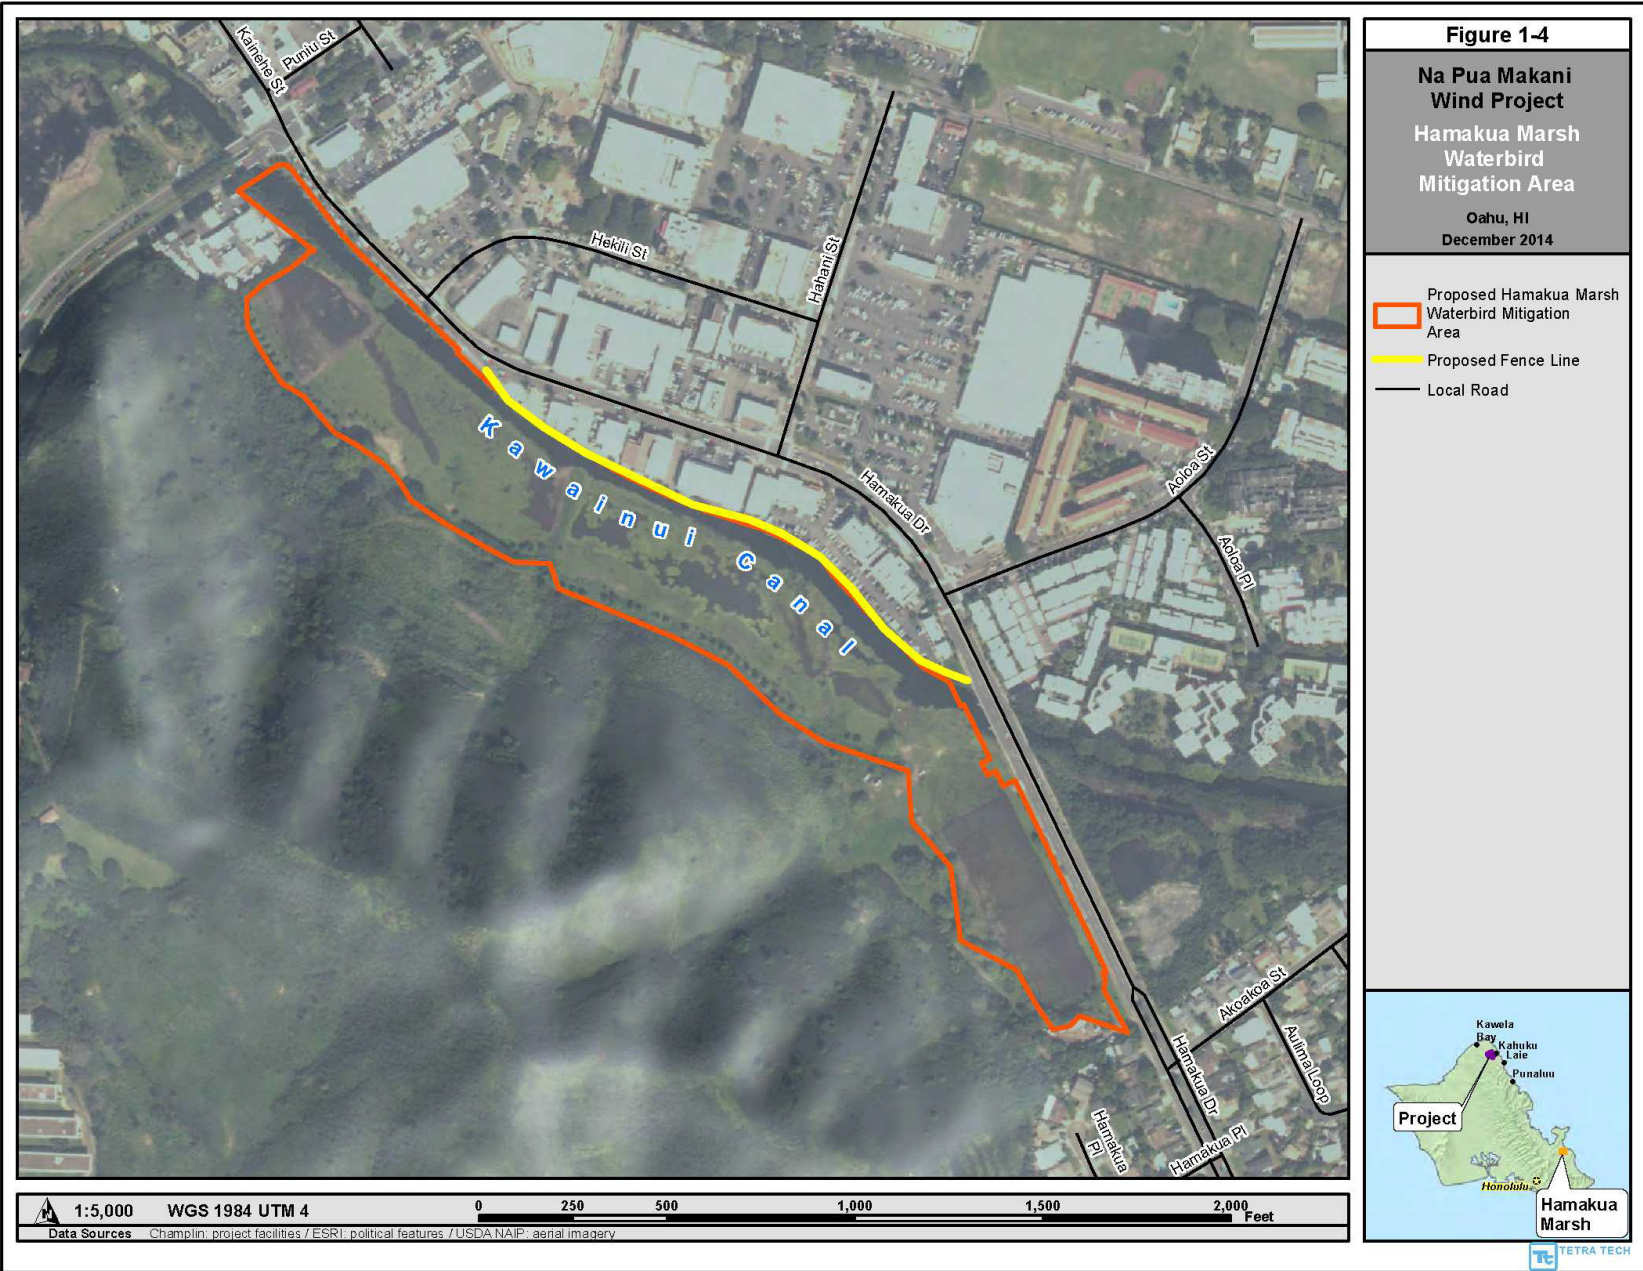 Figure 1-4
Na Pua Makani
Wind Project
Hamakua Marsh
Waterbird
Mitigation Area
Oahu, HI
December 2014
Proposed Hamakua Marsh
Waterbird Mitigation
Area
Proposed Fence Line
Local Road
Kainehe St
Puniu St
Hekili St
Hahani St
Kawainui Canal
Hamakua Dr
Aoloa St
Aoloa Pl
Akoakoa St
Aulima Loop
Hamakua Dr
Hamakua
Pl
Hamakua Pl
Kawela
Bay
Kahuku
Laie
Punaluu
Project
Honolulu
Hamakua
Marsh
1:5,000 WGS 1984 UTM 4
0 250 500 1,000 1,500 2,000
Feet
Data Sources Champlin: project facilities / ESRI: political features / USDA NAIP: aerial imagery
Tt TETRA TECH